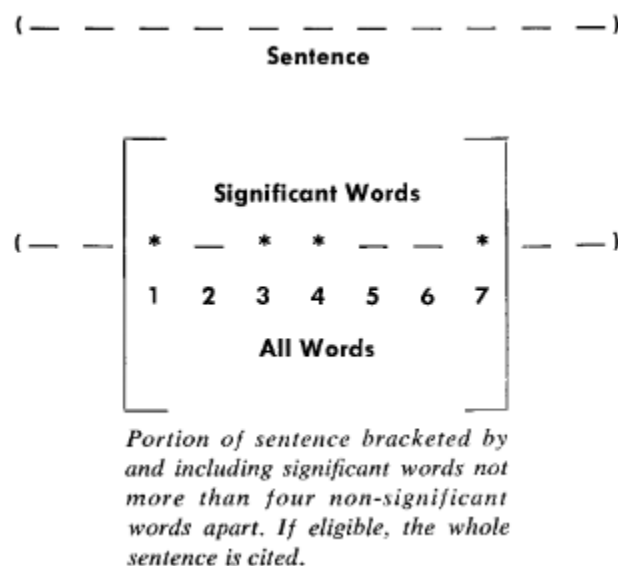 ( — — — — — — — — — — — )
Sentence
Significant Words
( — — * — * * — — * — — )
1 2 3 4 5 6 7
All Words
Portion of sentence bracketed by
and including significant words not
more than four non-significant
words apart. If eligible, the whole
sentence is cited.